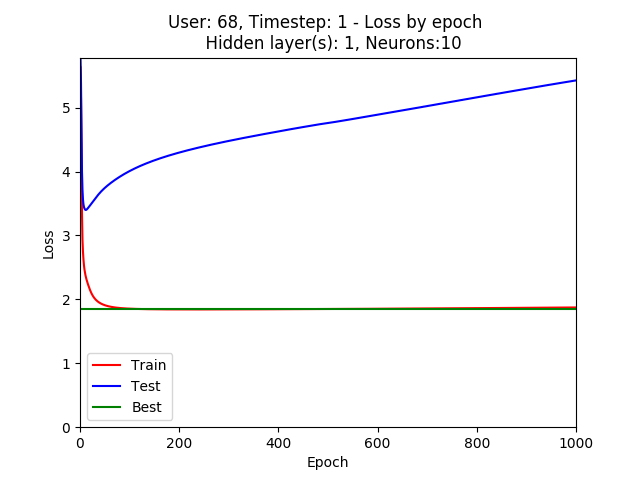 User: 68, Timestep: 1 - Loss by epoch
Hidden layer(s): 1, Neurons:10
5
4
3
2
1
0
Loss
Train
Test
Best
0 200 400 600 800 1000
Epoch